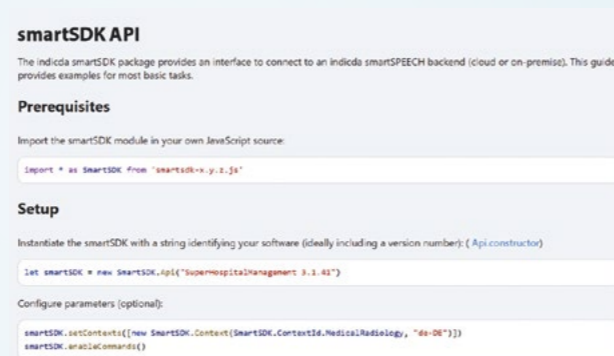 smartSDK API
The indicda smartSDK package provides an interface to connect to an indicda smartSPEECH backend (cloud or on-premise). This guide
provides examples for most basic tasks.
Prerequisites
Import the smartSDK module in your own JavaScript source:
import * as SmartSDK from 'smartsdk-x.y.z.js'
Setup
Instantiate the smartSDK with a string identifying your software (ideally including a version number): ( Api.constructor)
let smartSDK = new SmartSDK.Api("SuperHospitalManagement 3.1.41")
Configure parameters (optional):
smartSDK.setContexts([new SmartSDK.Context(SmartSDK.ContextId.MedicalRadiology, "de-DE")])
smartSDK.enableCommands()